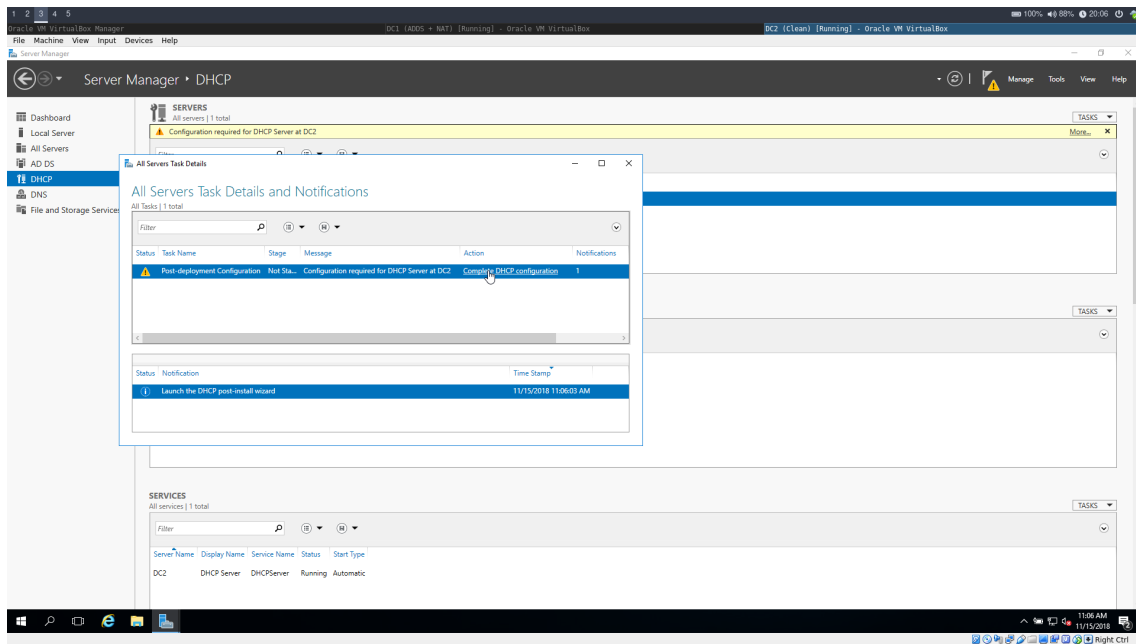 1 2 3 4 5
100% 88% 20:06
Oracle VM VirtualBox Manager
DC1 (ADDS + NAT) [Running] - Oracle VM VirtualBox
DC2 (Clean) [Running] - Oracle VM VirtualBox
File Machine View Input Devices Help
Server Manager
Server Manager DHCP
Manage Tools View Help
Dashboard
Local Server
All Servers
AD DS
DHCP
DNS
File and Storage Services
SERVERS
All servers | 1 total
TASKS
Configuration required for DHCP Server at DC2
More...
All Servers Task Details
All Servers Task Details and Notifications
All Tasks | 1 total
Filter
Status Task Name Stage Message Action Notifications
Post-deployment Configuration Not Sta... Configuration required for DHCP Server at DC2 Complete DHCP configuration 1
Status Notification Time Stamp
Launch the DHCP post-install wizard 11/15/2018 11:06:03 AM
TASKS
SERVICES
All services | 1 total
TASKS
Filter
Server Name Display Name Service Name Status Start Type
DC2 DHCP Server DHCPServer Running Automatic
11:06 AM
11/15/2018
Right Ctrl